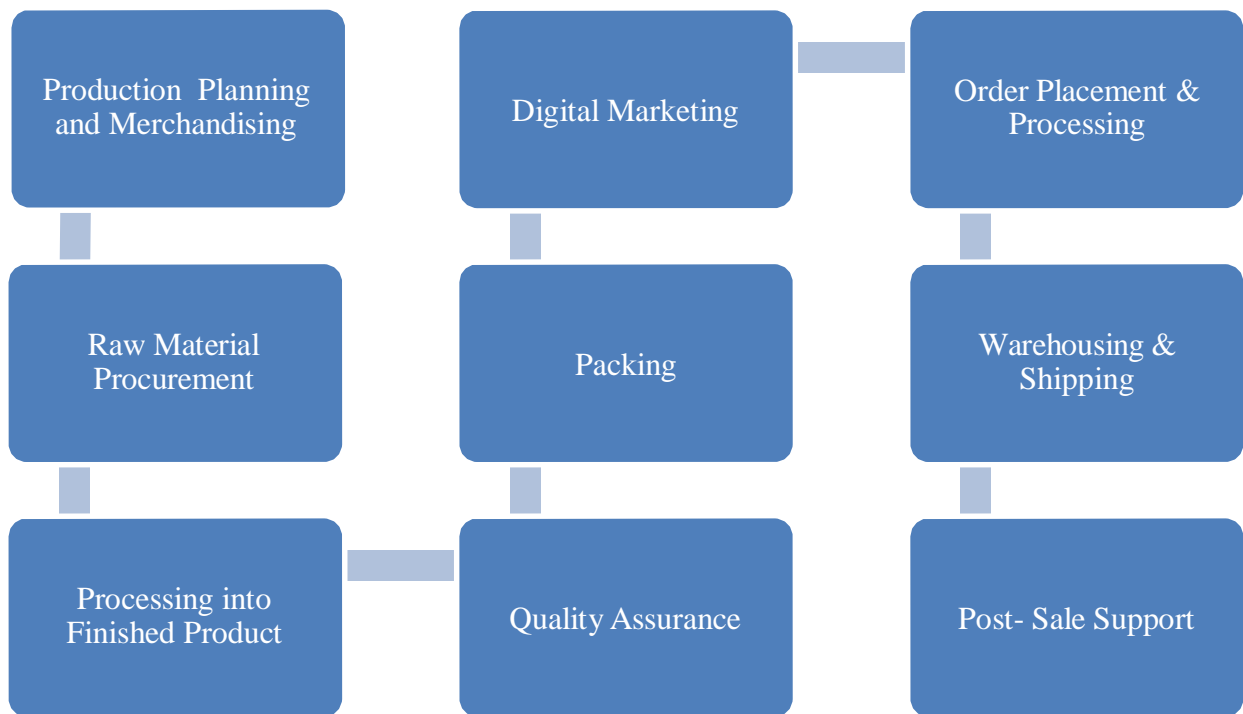 Production  Planning
and Merchandising
Raw Material
Procurement
Processing into
Finished Product
Quality Assurance
Packing
Digital Marketing
Order Placement &
Processing
Warehousing &
Shipping
Post- Sale Support